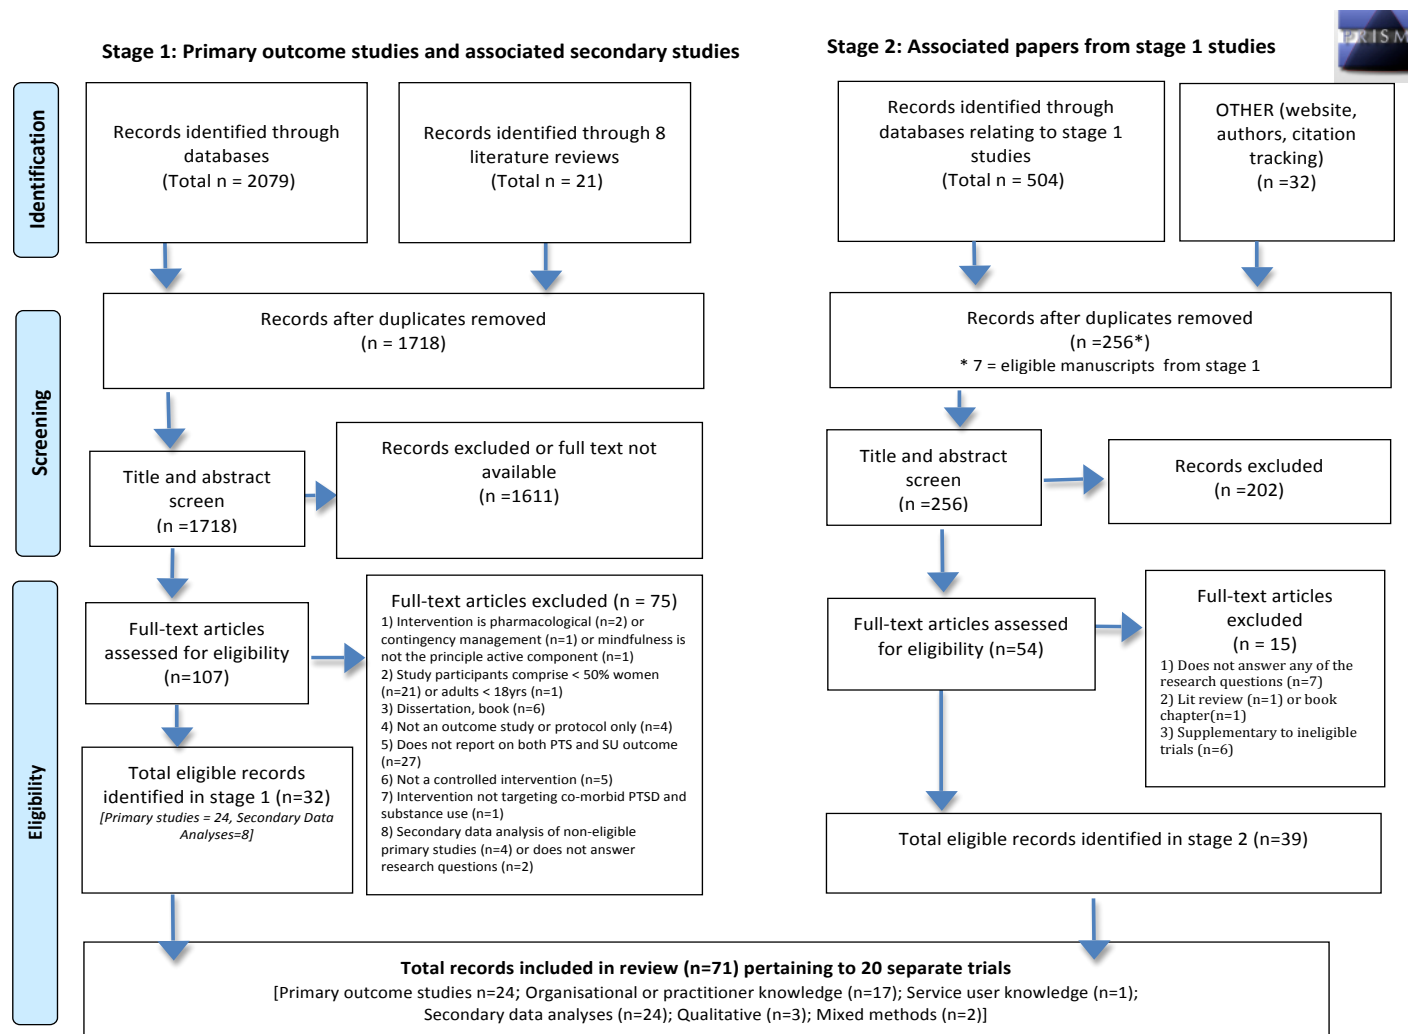 PRISM
Stage 1: Primary outcome studies and associated secondary studies
Stage 2: Associated papers from stage 1 studies
Identification
Records identified through
databases
(Total n = 2079)
Records identified through 8
literature reviews
(Total n = 21)
Records identified through
databases relating to stage 1
studies
(Total n = 504)
OTHER (website,
authors, citation
tracking)
(n =32)
Screening
Records after duplicates removed
(n = 1718)
Records after duplicates removed
(n =256*)
* 7 = eligible manuscripts from stage 1
Title and abstract
screen
(n =1718)
Records excluded or full text not
available
(n =1611)
Title and abstract
screen
(n =256)
Records excluded
(n =202)
Eligibility
Full-text articles
assessed for eligibility
(n=107)
Full-text articles excluded (n = 75)
1) Intervention is pharmacological (n=2) or
contingency management (n=1) or mindfulness is
not the principle active component (n=1)
2) Study participants comprise < 50% women
(n=21) or adults < 18yrs (n=1)
3) Dissertation, book (n=6)
4) Not an outcome study or protocol only (n=4)
5) Does not report on both PTS and SU outcome
(n=27)
6) Not a controlled intervention (n=5)
7) Intervention not targeting co-morbid PTSD and
substance use (n=1)
8) Secondary data analysis of non-eligible
primary studies (n=4) or does not answer
research questions (n=2)
Full-text articles assessed
for eligibility (n=54)
Full-text articles
excluded
(n = 15)
1) Does not answer any of the
research questions (n=7)
2) Lit review (n=1) or book
chapter(n=1)
3) Supplementary to ineligible
trials (n=6)
Total eligible records
identified in stage 1 (n=32)
[Primary studies = 24, Secondary Data
Analyses=8]
Total eligible records identified in stage 2 (n=39)
Total records included in review (n=71) pertaining to 20 separate trials
[Primary outcome studies n=24; Organisational or practitioner knowledge (n=17); Service user knowledge (n=1);
Secondary data analyses (n=24); Qualitative (n=3); Mixed methods (n=2)]